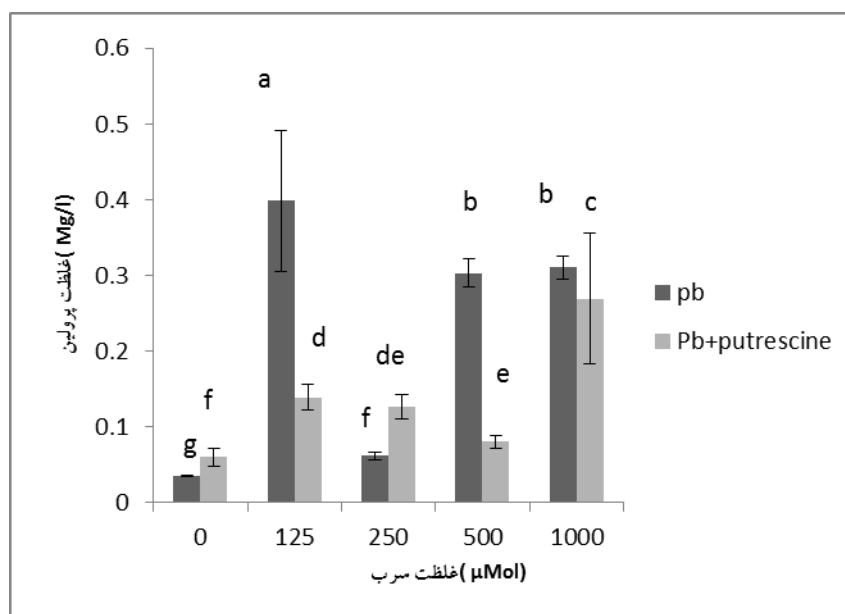 0.6
0.5
0.4
0.3
0.2
0.1
0
غلظت پرولین( Mg/l)
a
b
b
c
d
de
e
f
f
g
0 125 250 500 1000
غلظت سرب( µMol)
pb
Pb+putrescine